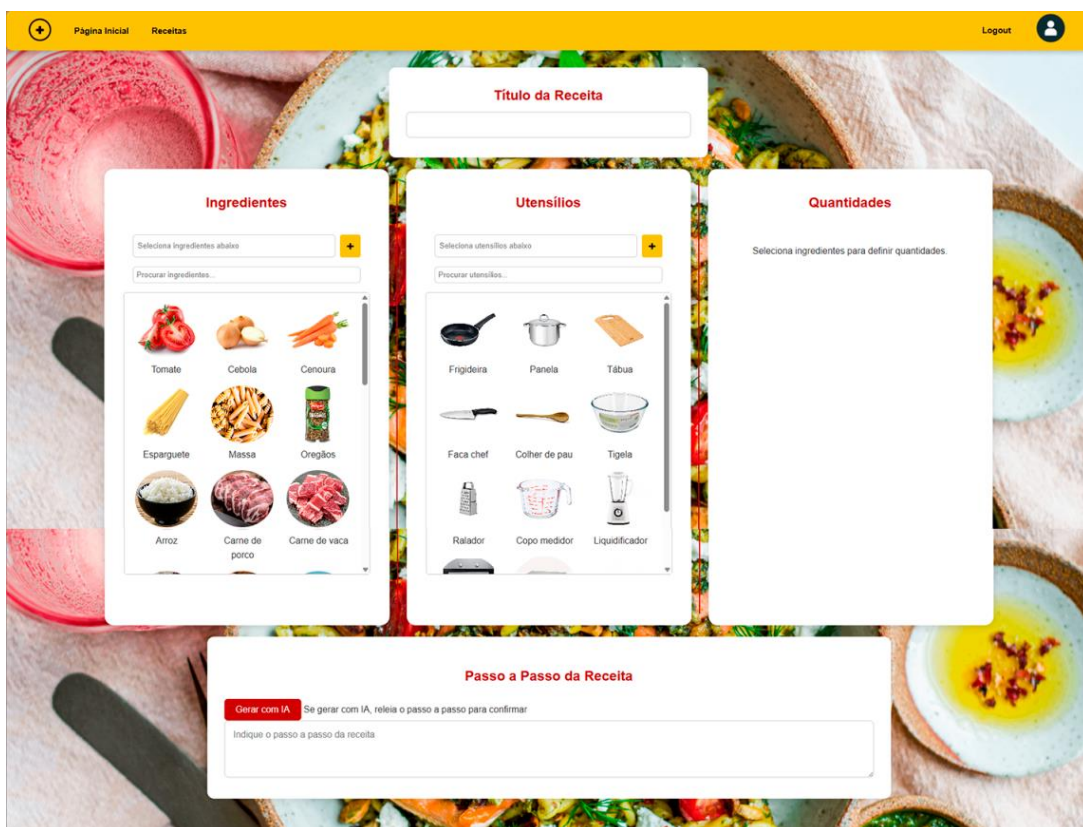 Página Inicial
Receitas
Logout
Título da Receita
Ingredientes
Seleciona ingredientes abaixo
+
Procurar ingredientes...
Tomate
Cebola
Cenoura
Esparguete
Massa
Oregãos
Arroz
Carne de
porco
Carne de vaca
Utensílios
Seleciona utensílios abaixo
+
Procurar utensílios...
Frigideira
Panela
Tábua
Faca chef
Colher de pau
Tigela
Ralador
Copo medidor
Liquidificador
Quantidades
Seleciona ingredientes para definir quantidades.
Passo a Passo da Receita
Gerar com IA
Se gerar com IA, releia o passo a passo para confirmar
Indique o passo a passo da receita